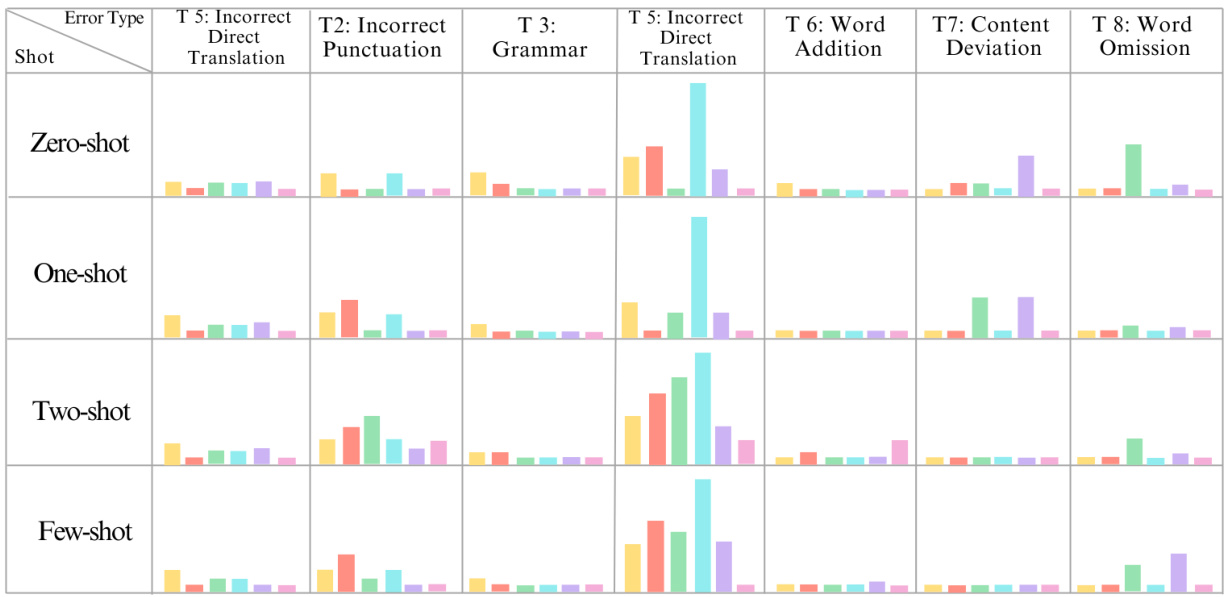 Error Type
Shot
T 5: Incorrect
Direct
Translation
T2: Incorrect
Punctuation
T 3:
Grammar
T 5: Incorrect
Direct
Translation
T 6: Word
Addition
T7: Content
Deviation
T 8: Word
Omission
Zero-shot
One-shot
Two-shot
Few-shot